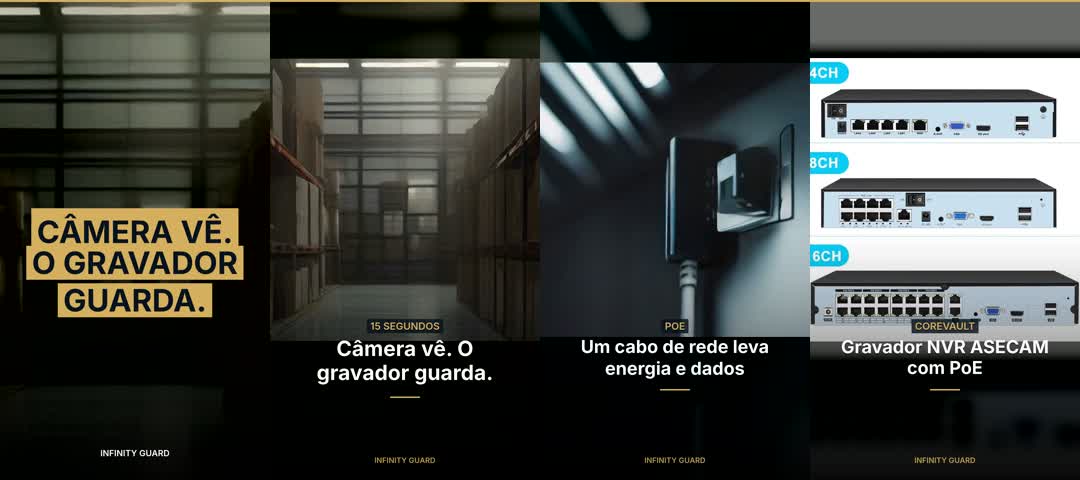 CÂMERA VÊ.
O GRAVADOR
GUARDA.
INFINITY GUARD
15 SEGUNDOS
Câmera vê. O
gravador guarda.
INFINITY GUARD
POE
Um cabo de rede leva
energia e dados
INFINITY GUARD
4CH
8CH
6CH
COREVAULT
Gravador NVR ASECAM
com PoE
INFINITY GUARD